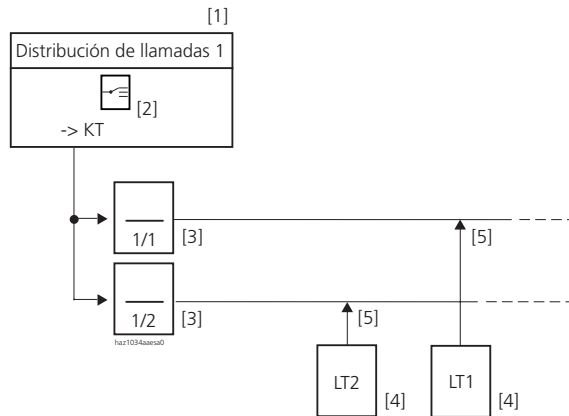 [1]
Distribución de llamadas 1
[2]
-> KT
1/1
[3]
[5]
1/2
[3]
[5]
haz1034aaesa0
LT2
[4]
LT1
[4]